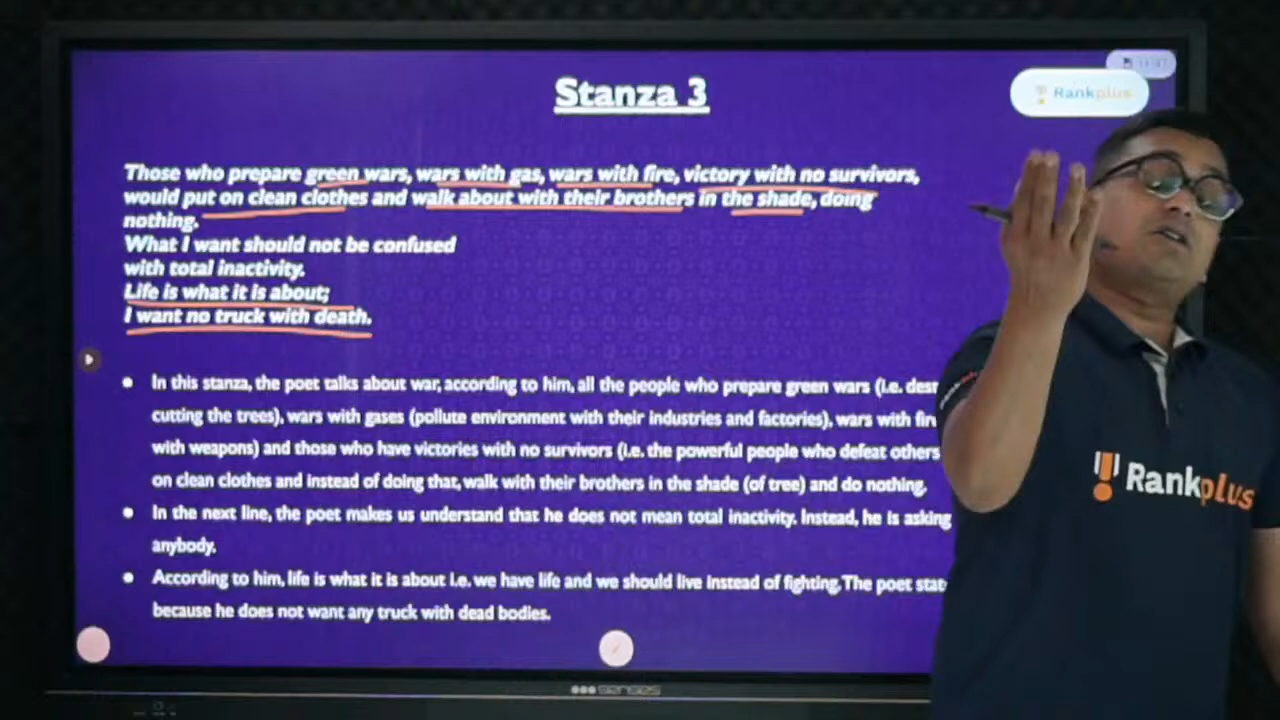 Stanza 3
Rankplus
Those who prepare green wars, wars with gas, wars with fire, victory with no survivors,
would put on clean clothes and walk about with their brothers in the shade, doing
nothing.
What I want should not be confused
with total inactivity.
Life is what it is about;
I want no truck with death.
In this stanza, the poet talks about war, according to him, all the people who prepare green wars (i.e. dest
cutting the trees), wars with gases (pollute environment with their industries and factories), wars with fir
with weapons) and those who have victories with no survivors (i.e. the powerful people who defeat others
on clean clothes and instead of doing that, walk with their brothers in the shade (of tree) and do nothing.
In the next line, the poet makes us understand that he does not mean total inactivity. Instead, he is asking
anybody.
According to him, life is what it is about i.e. we have life and we should live instead of fighting. The poet stat
because he does not want any truck with dead bodies.
Rankplus
senses